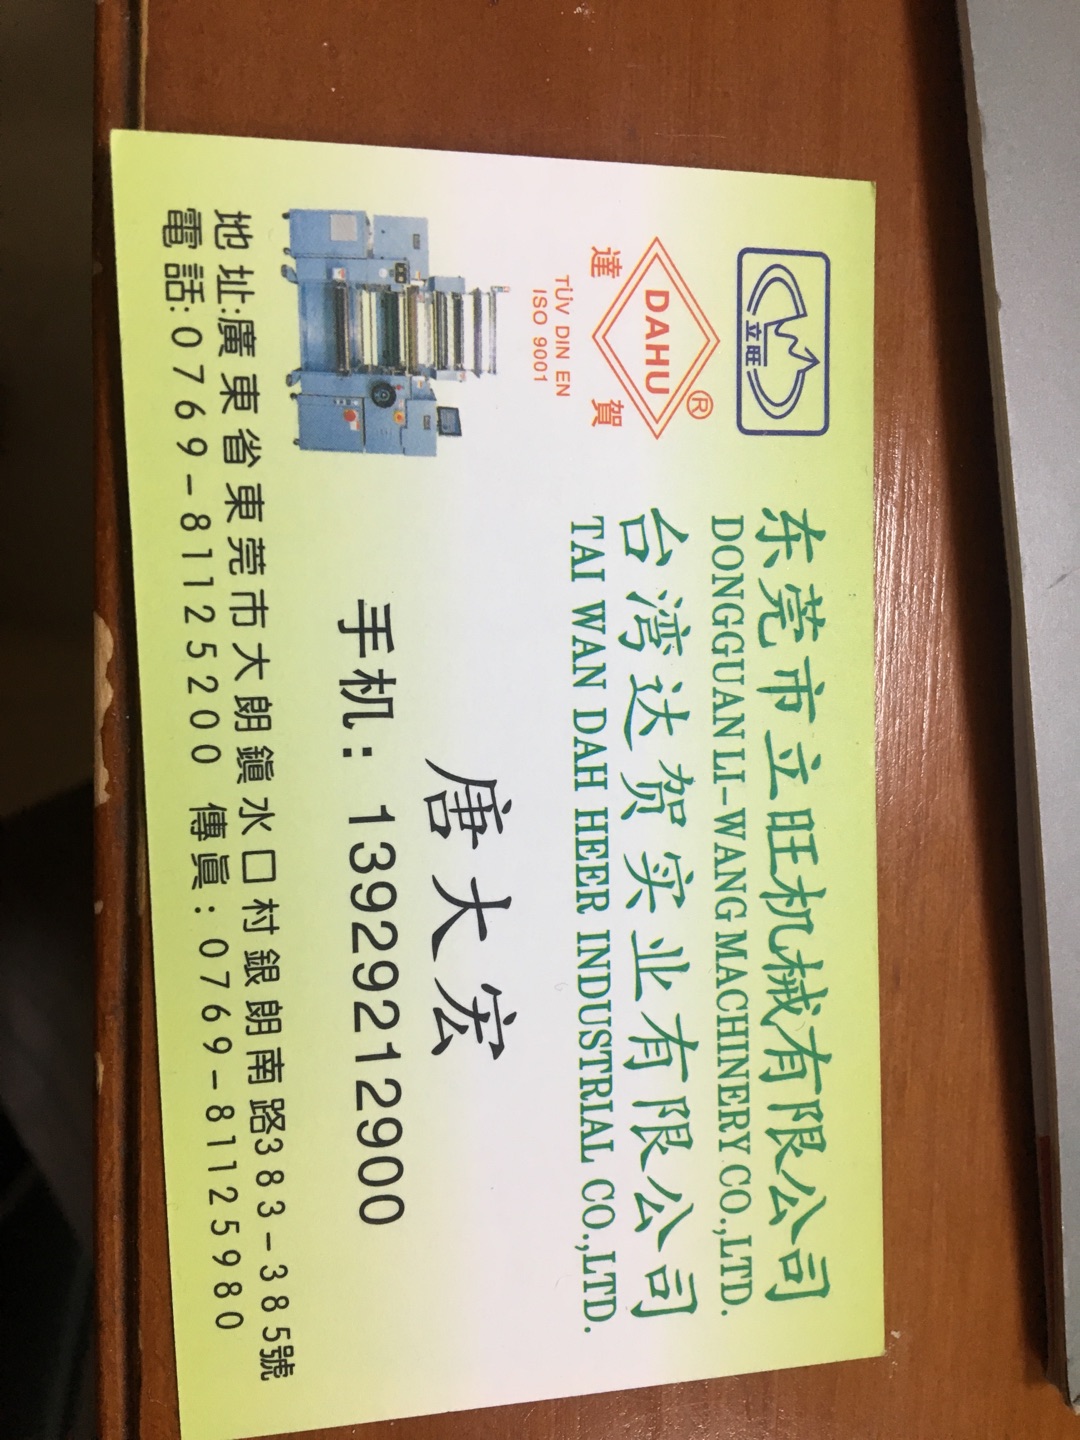 立旺
东莞市立旺机械有限公司
DONGGUAN LI-WANG MACHINERY CO.,LTD.
DAHU®
達 賀
台湾达贺实业有限公司
TAI WAN DAH HEER INDUSTRIAL CO.,LTD.
TÜV DIN EN
ISO 9001
唐大宏
手机：13929212900
地址:廣東省東莞市大朗鎮水口村銀朗南路383-385號
電話:0769-81125200 傳真:0769-81125980